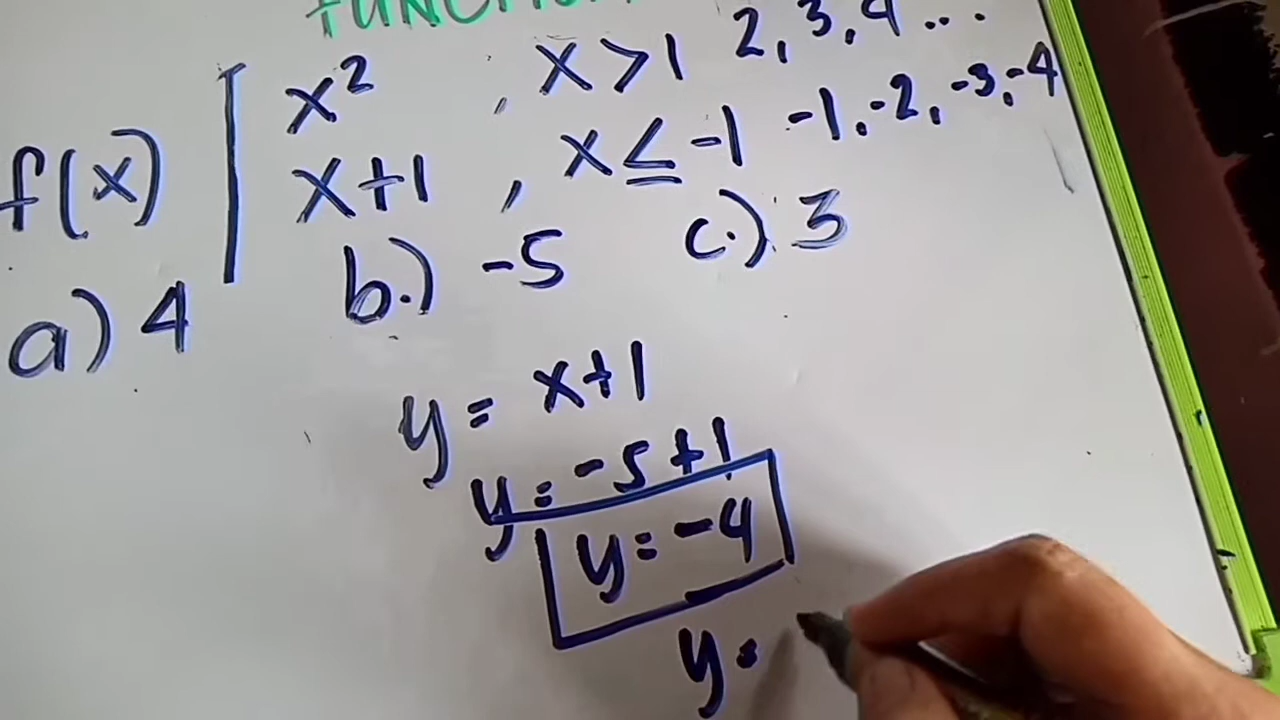 f(x) x² , x > 1 2, 3, 4 ...
x+1 , x ≤ -1 -1, -2, -3, -4
a) 4 b.) -5 c.) 3
y = x+1
y = -5+1
y = -4
y =